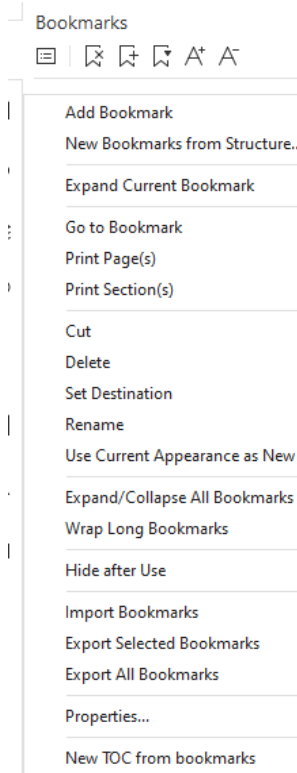 Bookmarks
A+ A-
Add Bookmark
New Bookmarks from Structure..
Expand Current Bookmark
Go to Bookmark
Print Page(s)
Print Section(s)
Cut
Delete
Set Destination
Rename
Use Current Appearance as New
Expand/Collapse All Bookmarks
Wrap Long Bookmarks
Hide after Use
Import Bookmarks
Export Selected Bookmarks
Export All Bookmarks
Properties...
New TOC from bookmarks